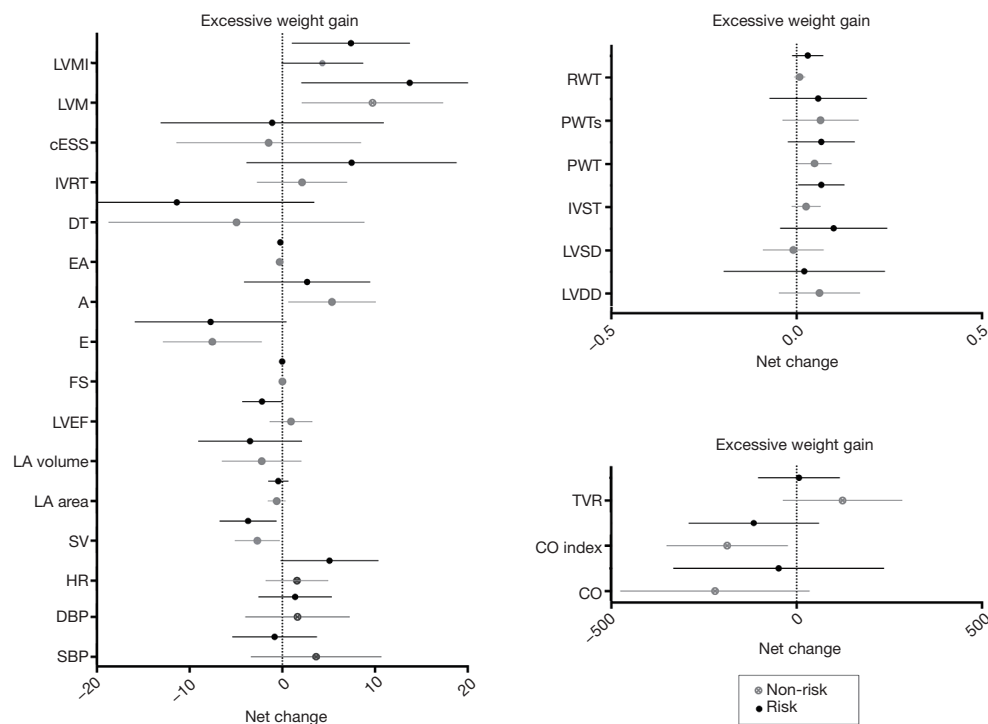 Excessive weight gain
LVMI
LVM
cESS
IVRT
DT
EA
A
E
FS
LVEF
LA volume
LA area
SV
HR
DBP
SBP
−20
−10
0
10
20
Net change
Excessive weight gain
RWT
PWTs
PWT
IVST
LVSD
LVDD
−0.5
0.0
0.5
Net change
Excessive weight gain
TVR
CO index
CO
−500
0
500
Net change
Non-risk
Risk